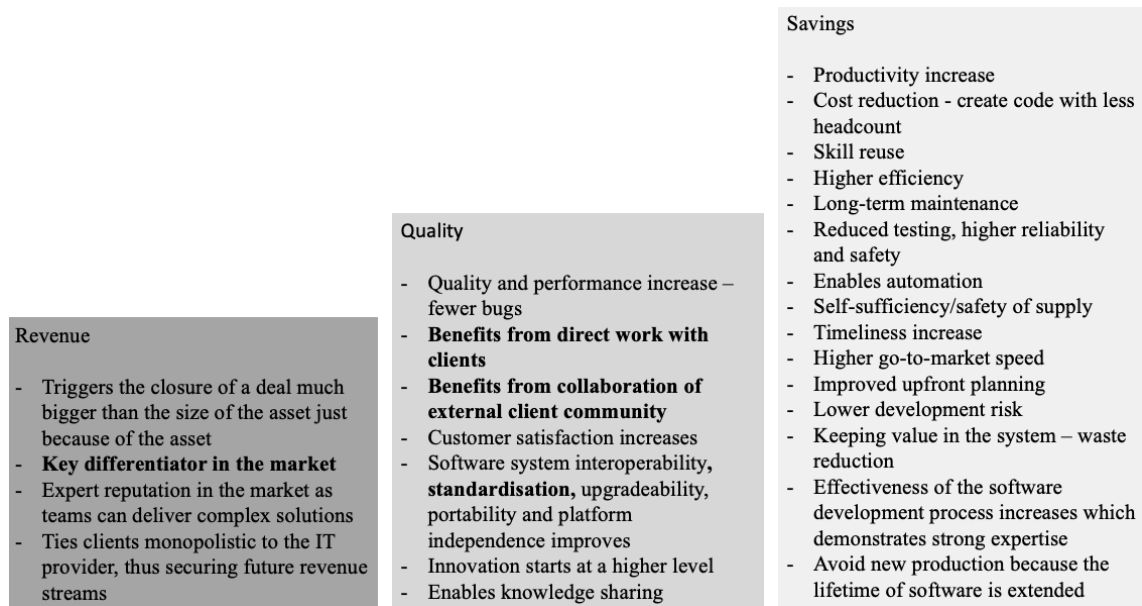 Revenue
- Triggers the closure of a deal much
bigger than the size of the asset just
because of the asset
- Key differentiator in the market
- Expert reputation in the market as
teams can deliver complex solutions
- Ties clients monopolistic to the IT
provider, thus securing future revenue
streams
Quality
- Quality and performance increase –
fewer bugs
- Benefits from direct work with
clients
- Benefits from collaboration of
external client community
- Customer satisfaction increases
- Software system interoperability,
standardisation, upgradeability,
portability and platform
independence improves
- Innovation starts at a higher level
- Enables knowledge sharing
Savings
- Productivity increase
- Cost reduction - create code with less
headcount
- Skill reuse
- Higher efficiency
- Long-term maintenance
- Reduced testing, higher reliability
and safety
- Enables automation
- Self-sufficiency/safety of supply
- Timeliness increase
- Higher go-to-market speed
- Improved upfront planning
- Lower development risk
- Keeping value in the system – waste
reduction
- Effectiveness of the software
development process increases which
demonstrates strong expertise
- Avoid new production because the
lifetime of software is extended